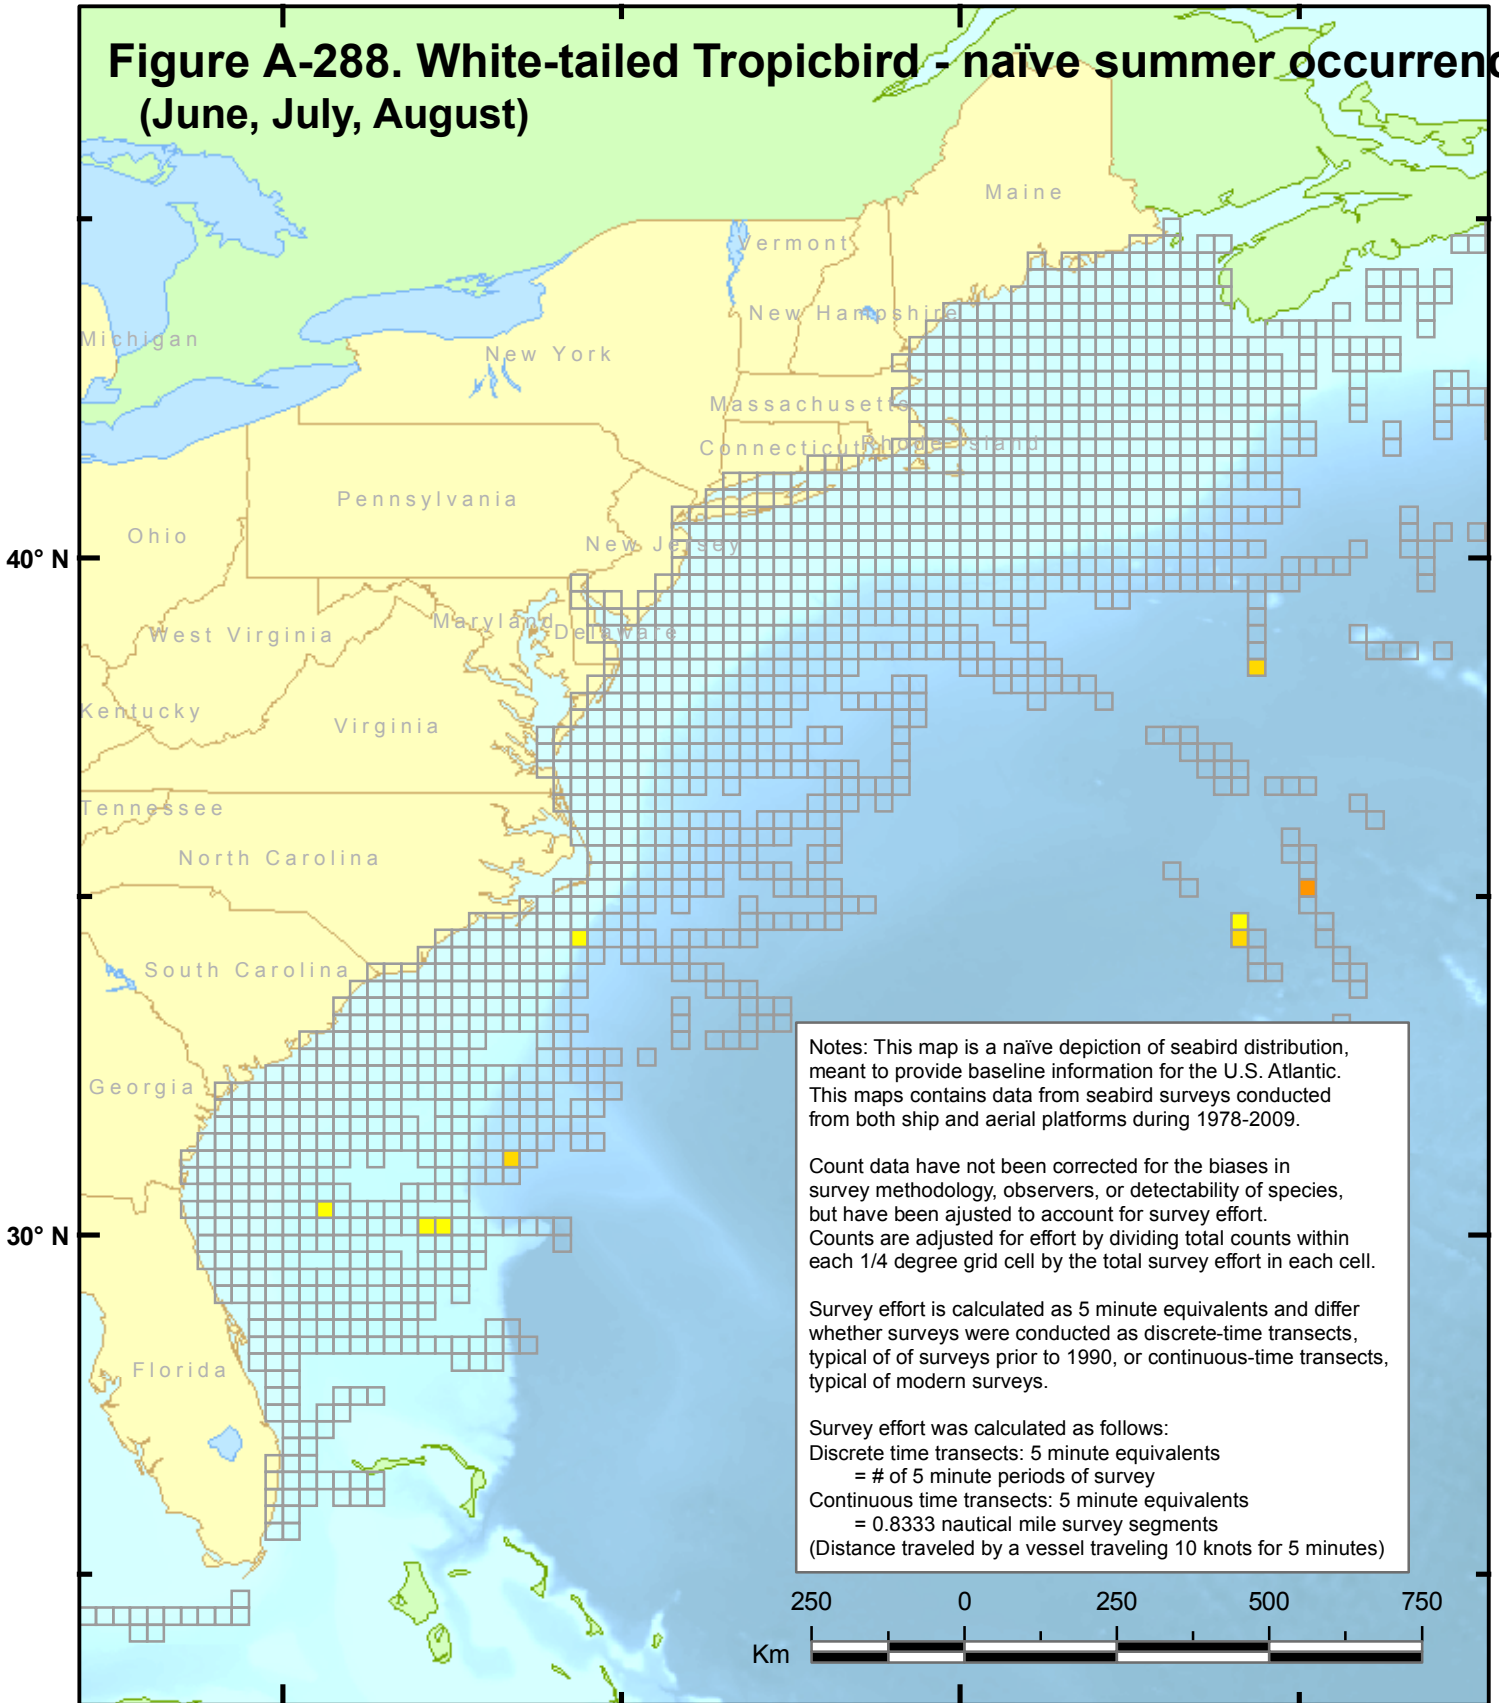 Figure A-288. White-tailed Tropicbird - naïve summer occurrenc
(June, July, August)
Maine
Vermont
New Hampshire
Michigan
New York
Massachusetts
Connecticut
Rhode Island
Pennsylvania
Ohio
New Jersey
40° N
Maryland
Delaware
West Virginia
Kentucky
Virginia
Tennessee
North Carolina
South Carolina
Georgia
30° N
Florida
Notes: This map is a naïve depiction of seabird distribution,
meant to provide baseline information for the U.S. Atlantic.
This maps contains data from seabird surveys conducted
from both ship and aerial platforms during 1978-2009.
Count data have not been corrected for the biases in
survey methodology, observers, or detectability of species,
but have been ajusted to account for survey effort.
Counts are adjusted for effort by dividing total counts within
each 1/4 degree grid cell by the total survey effort in each cell.
Survey effort is calculated as 5 minute equivalents and differ
whether surveys were conducted as discrete-time transects,
typical of of surveys prior to 1990, or continuous-time transects,
typical of modern surveys.
Survey effort was calculated as follows:
Discrete time transects: 5 minute equivalents
= # of 5 minute periods of survey
Continuous time transects: 5 minute equivalents
= 0.8333 nautical mile survey segments
(Distance traveled by a vessel traveling 10 knots for 5 minutes)
250 0 250 500 750
Km